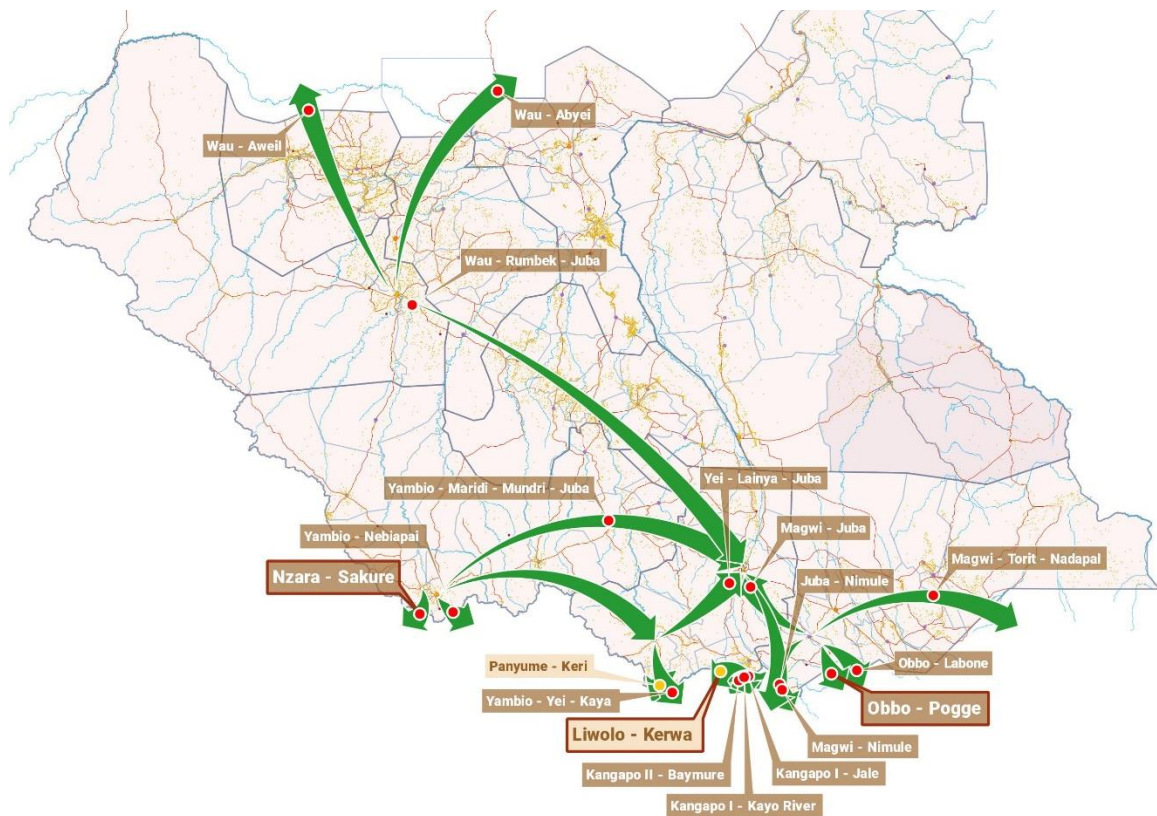 Wau - Abyei
Wau - Aweil
Wau - Rumbek - Juba
Yei - Lainya - Juba
Yambio - Maridi - Mundri - Juba
Magwi - Juba
Yambio - Nebiapai
Magwi - Torit - Nadapal
Nzara - Sakure
Juba - Nimule
Panyume - Keri
Obbo - Labone
Yambio - Yei - Kaya
Obbo - Pogge
Liwolo - Kerwa
Magwi - Nimule
Kangapo II - Baymure
Kangapo I - Jale
Kangapo I - Kayo River